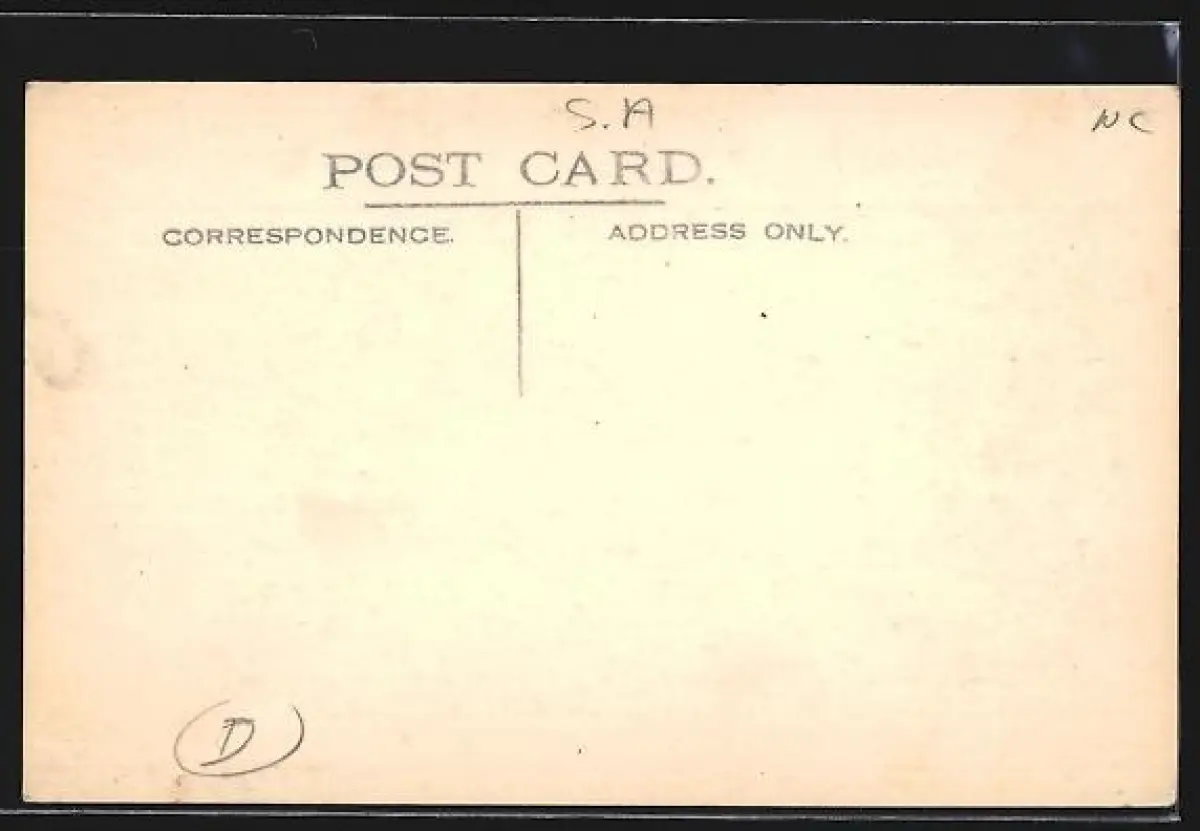 S.A
NC
POST CARD.
CORRESPONDENCE.
ADDRESS ONLY.
D